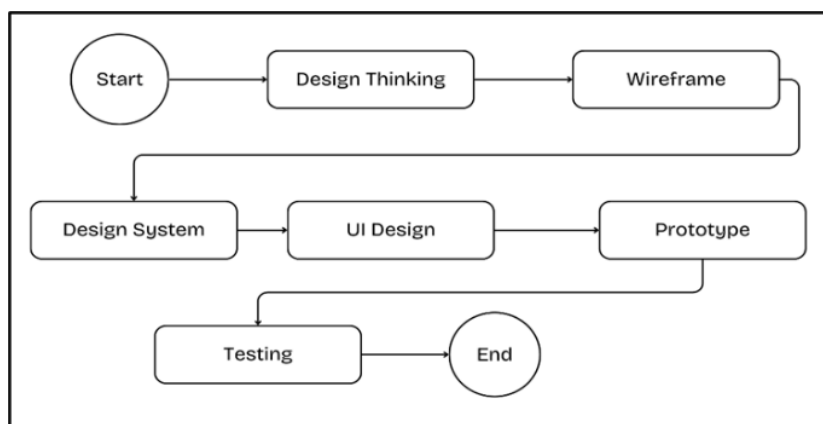 Start
Design Thinking
Wireframe
Design System
UI Design
Prototype
Testing
End